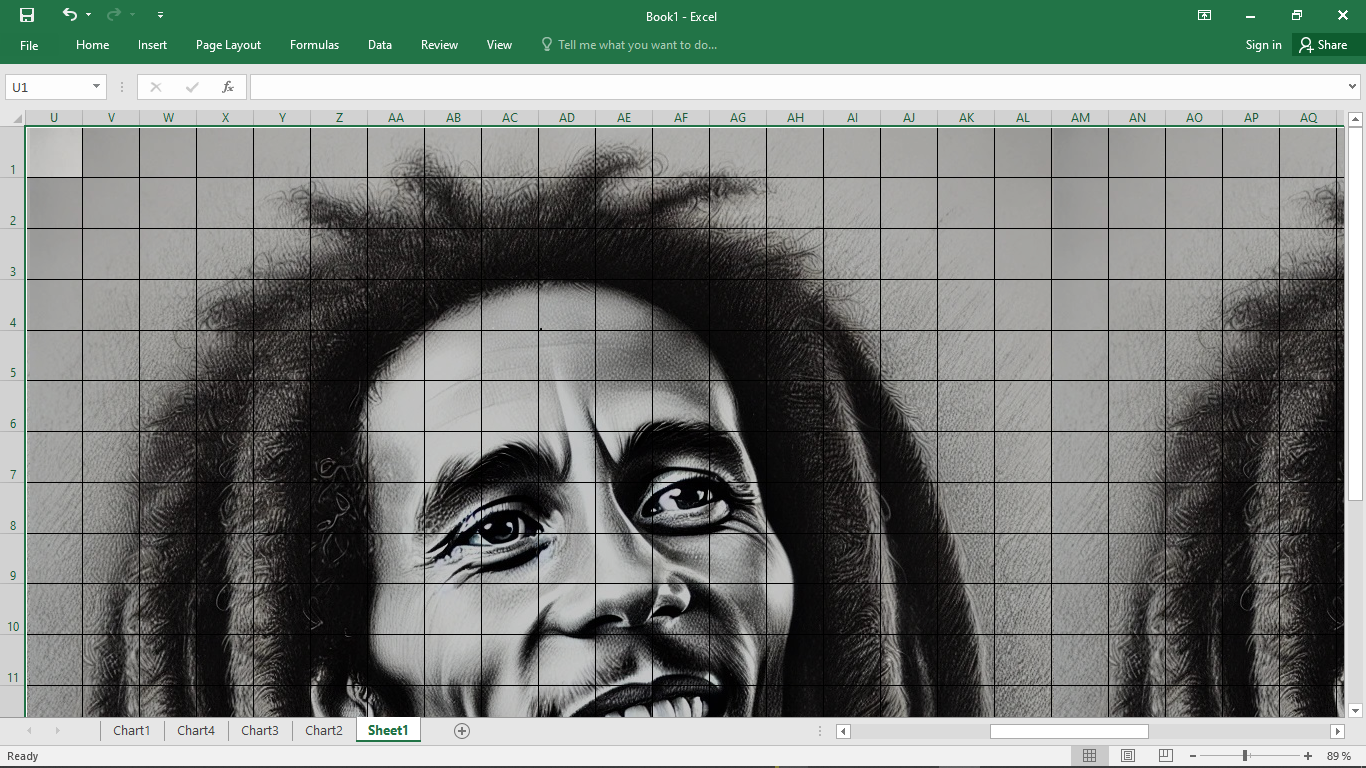 Book1 - Excel
File Home Insert Page Layout Formulas Data Review View Tell me what you want to do... Sign in Share
U1 fx
U V W X Y Z AA AB AC AD AE AF AG AH AI AJ AK AL AM AN AO AP AQ
1
2
3
4
5
6
7
8
9
10
11
Chart1 Chart4 Chart3 Chart2 Sheet1
Ready 89 %